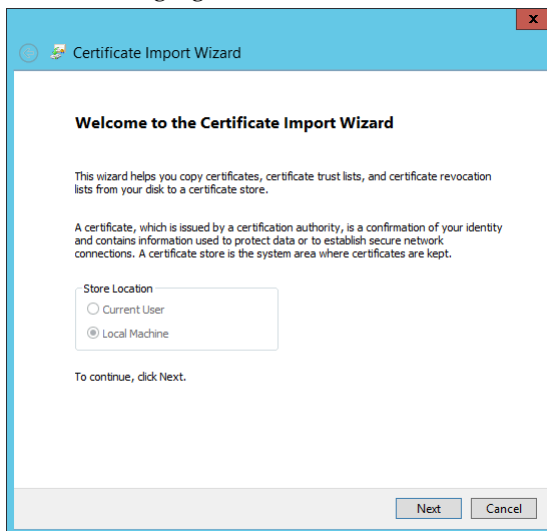 x
Certificate Import Wizard
Welcome to the Certificate Import Wizard
This wizard helps you copy certificates, certificate trust lists, and certificate revocation
lists from your disk to a certificate store.
A certificate, which is issued by a certification authority, is a confirmation of your identity
and contains information used to protect data or to establish secure network
connections. A certificate store is the system area where certificates are kept.
Store Location
Current User
Local Machine
To continue, click Next.
Next Cancel